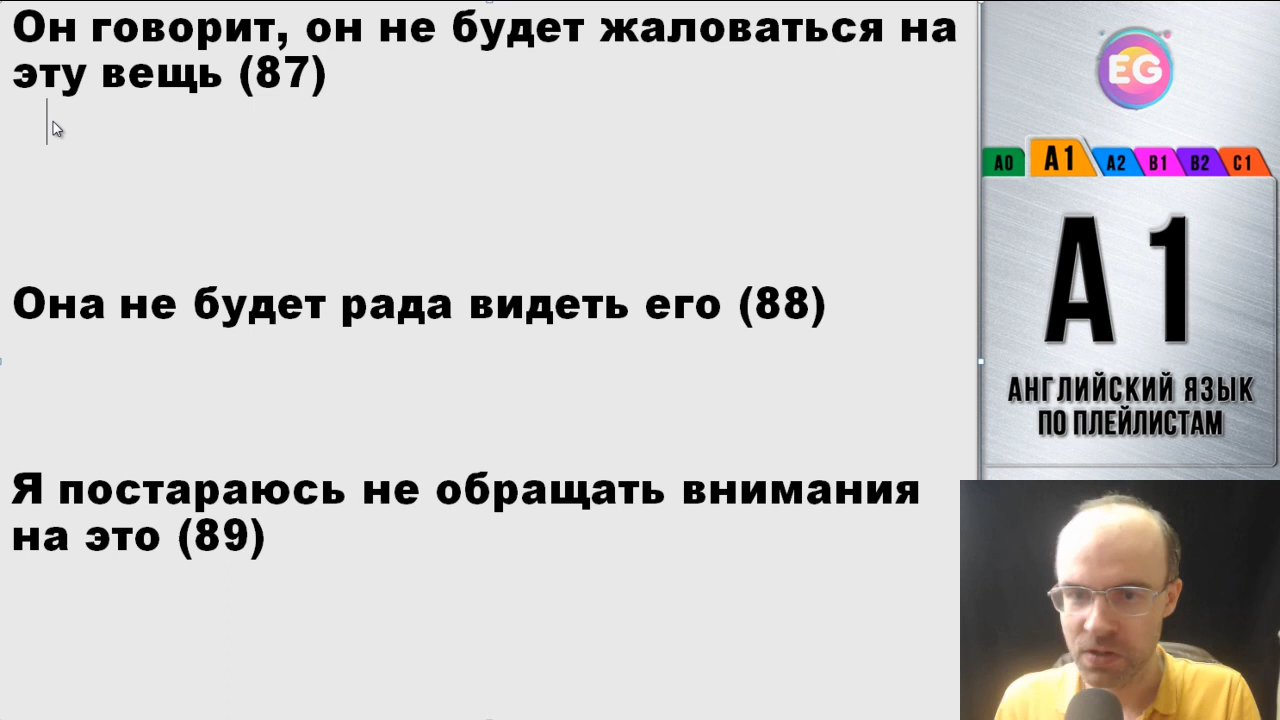 Он говорит, он не будет жаловаться на
эту вещь (87)
Она не будет рада видеть его (88)
Я постараюсь не обращать внимания
на это (89)
EG
A0 A1 A2 B1 B2 C1
A1
АНГЛИЙСКИЙ ЯЗЫК
ПО ПЛЕЙЛИСТАМ